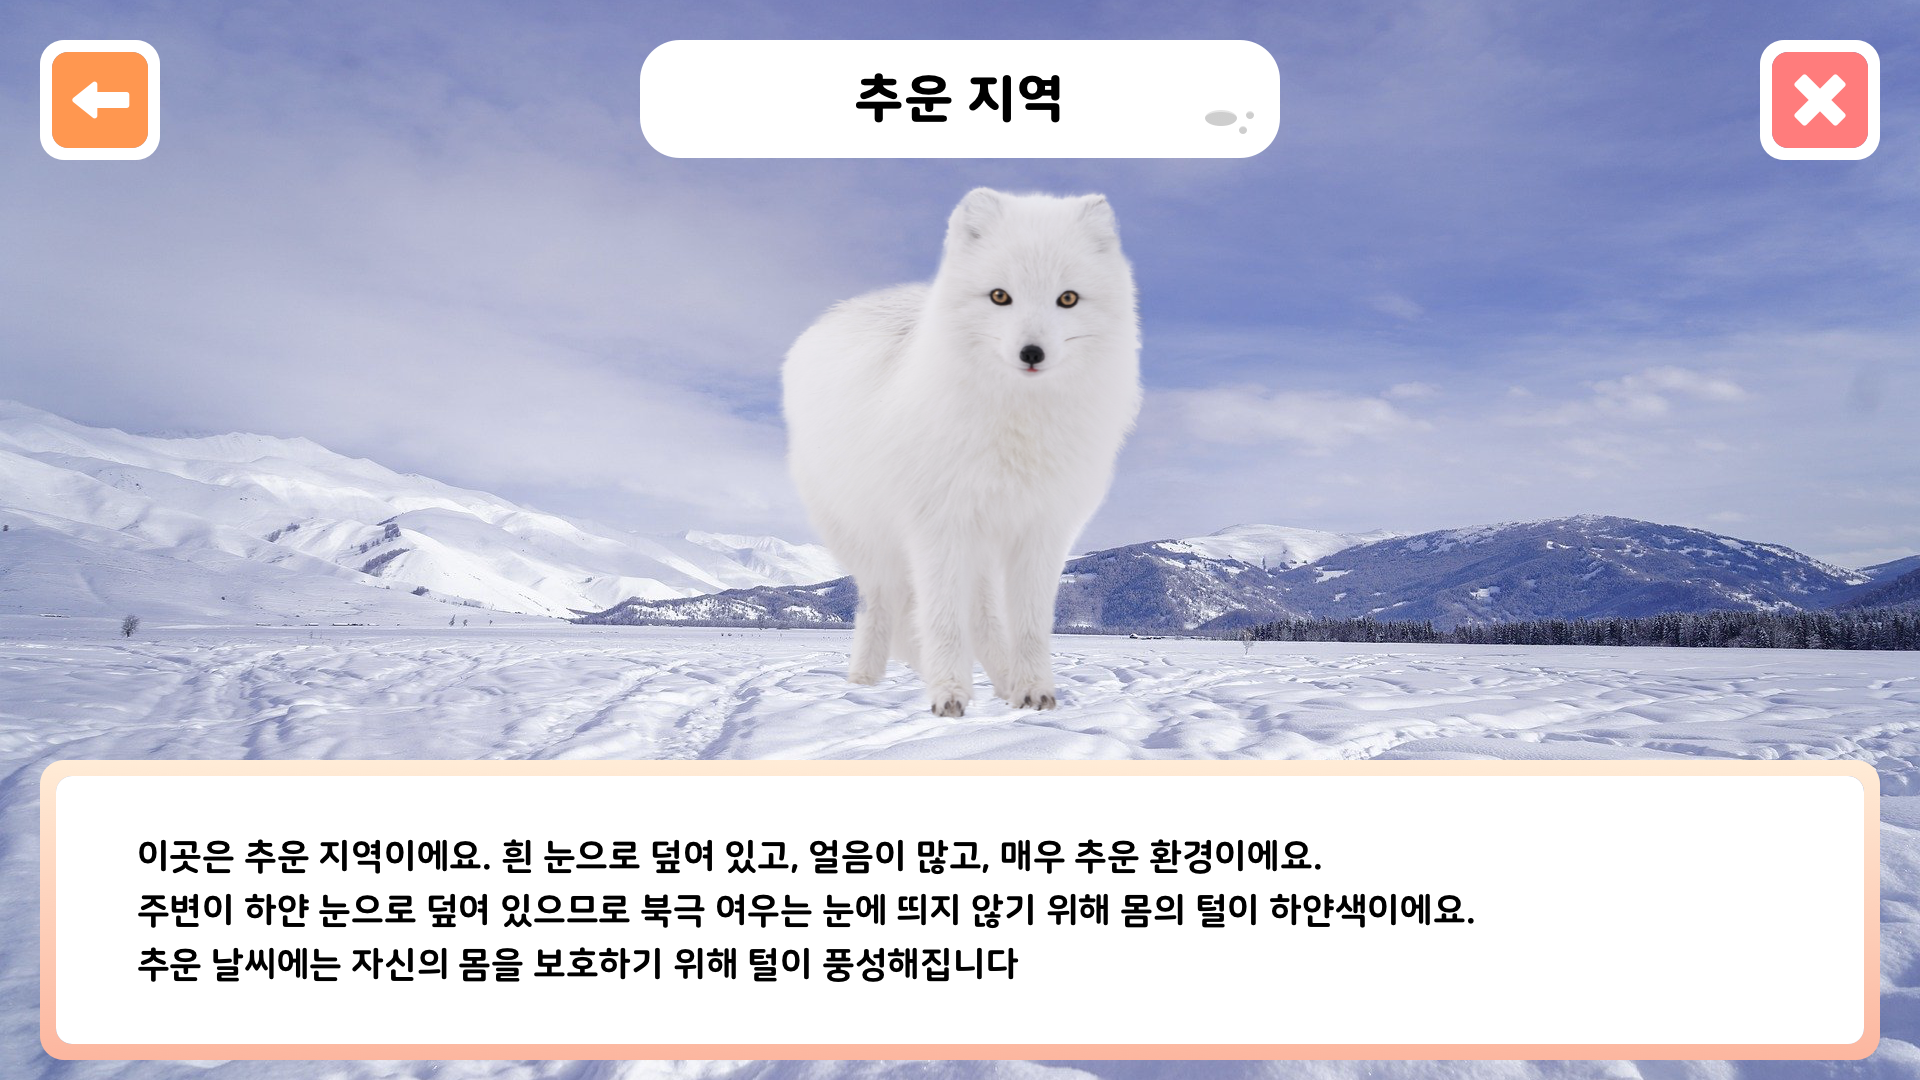 추운 지역
이곳은 추운 지역이에요. 흰 눈으로 덮여 있고, 얼음이 많고, 매우 추운 환경이에요.
주변이 하얀 눈으로 덮여 있으므로 북극 여우는 눈에 띄지 않기 위해 몸의 털이 하얀색이에요.
추운 날씨에는 자신의 몸을 보호하기 위해 털이 풍성해집니다